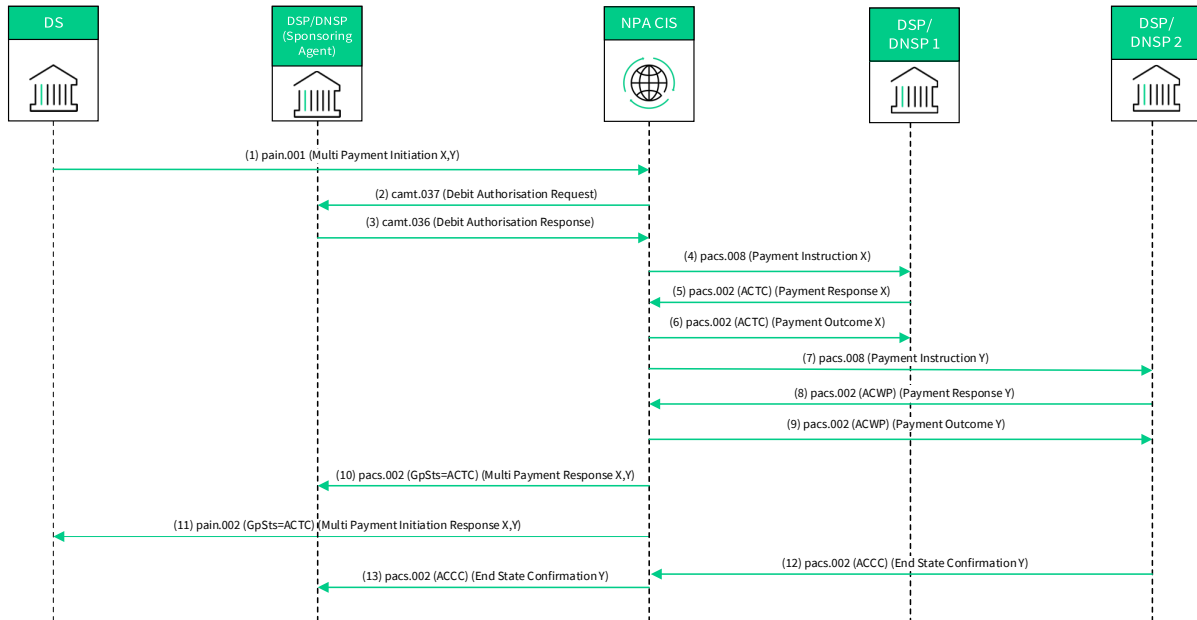 DS
DSP/DNSP
(Sponsoring
Agent)
NPA CIS
DSP/
DNSP 1
DSP/
DNSP 2
(1) pain.001 (Multi Payment Initiation X,Y)
(2) camt.037 (Debit Authorisation Request)
(3) camt.036 (Debit Authorisation Response)
(4) pacs.008 (Payment Instruction X)
(5) pacs.002 (ACTC) (Payment Response X)
(6) pacs.002 (ACTC) (Payment Outcome X)
(7) pacs.008 (Payment Instruction Y)
(8) pacs.002 (ACWP) (Payment Response Y)
(9) pacs.002 (ACWP) (Payment Outcome Y)
(10) pacs.002 (GpSts=ACTC) (Multi Payment Response X,Y)
(11) pain.002 (GpSts=ACTC) (Multi Payment Initiation Response X,Y)
(12) pacs.002 (ACCC) (End State Confirmation Y)
(13) pacs.002 (ACCC) (End State Confirmation Y)